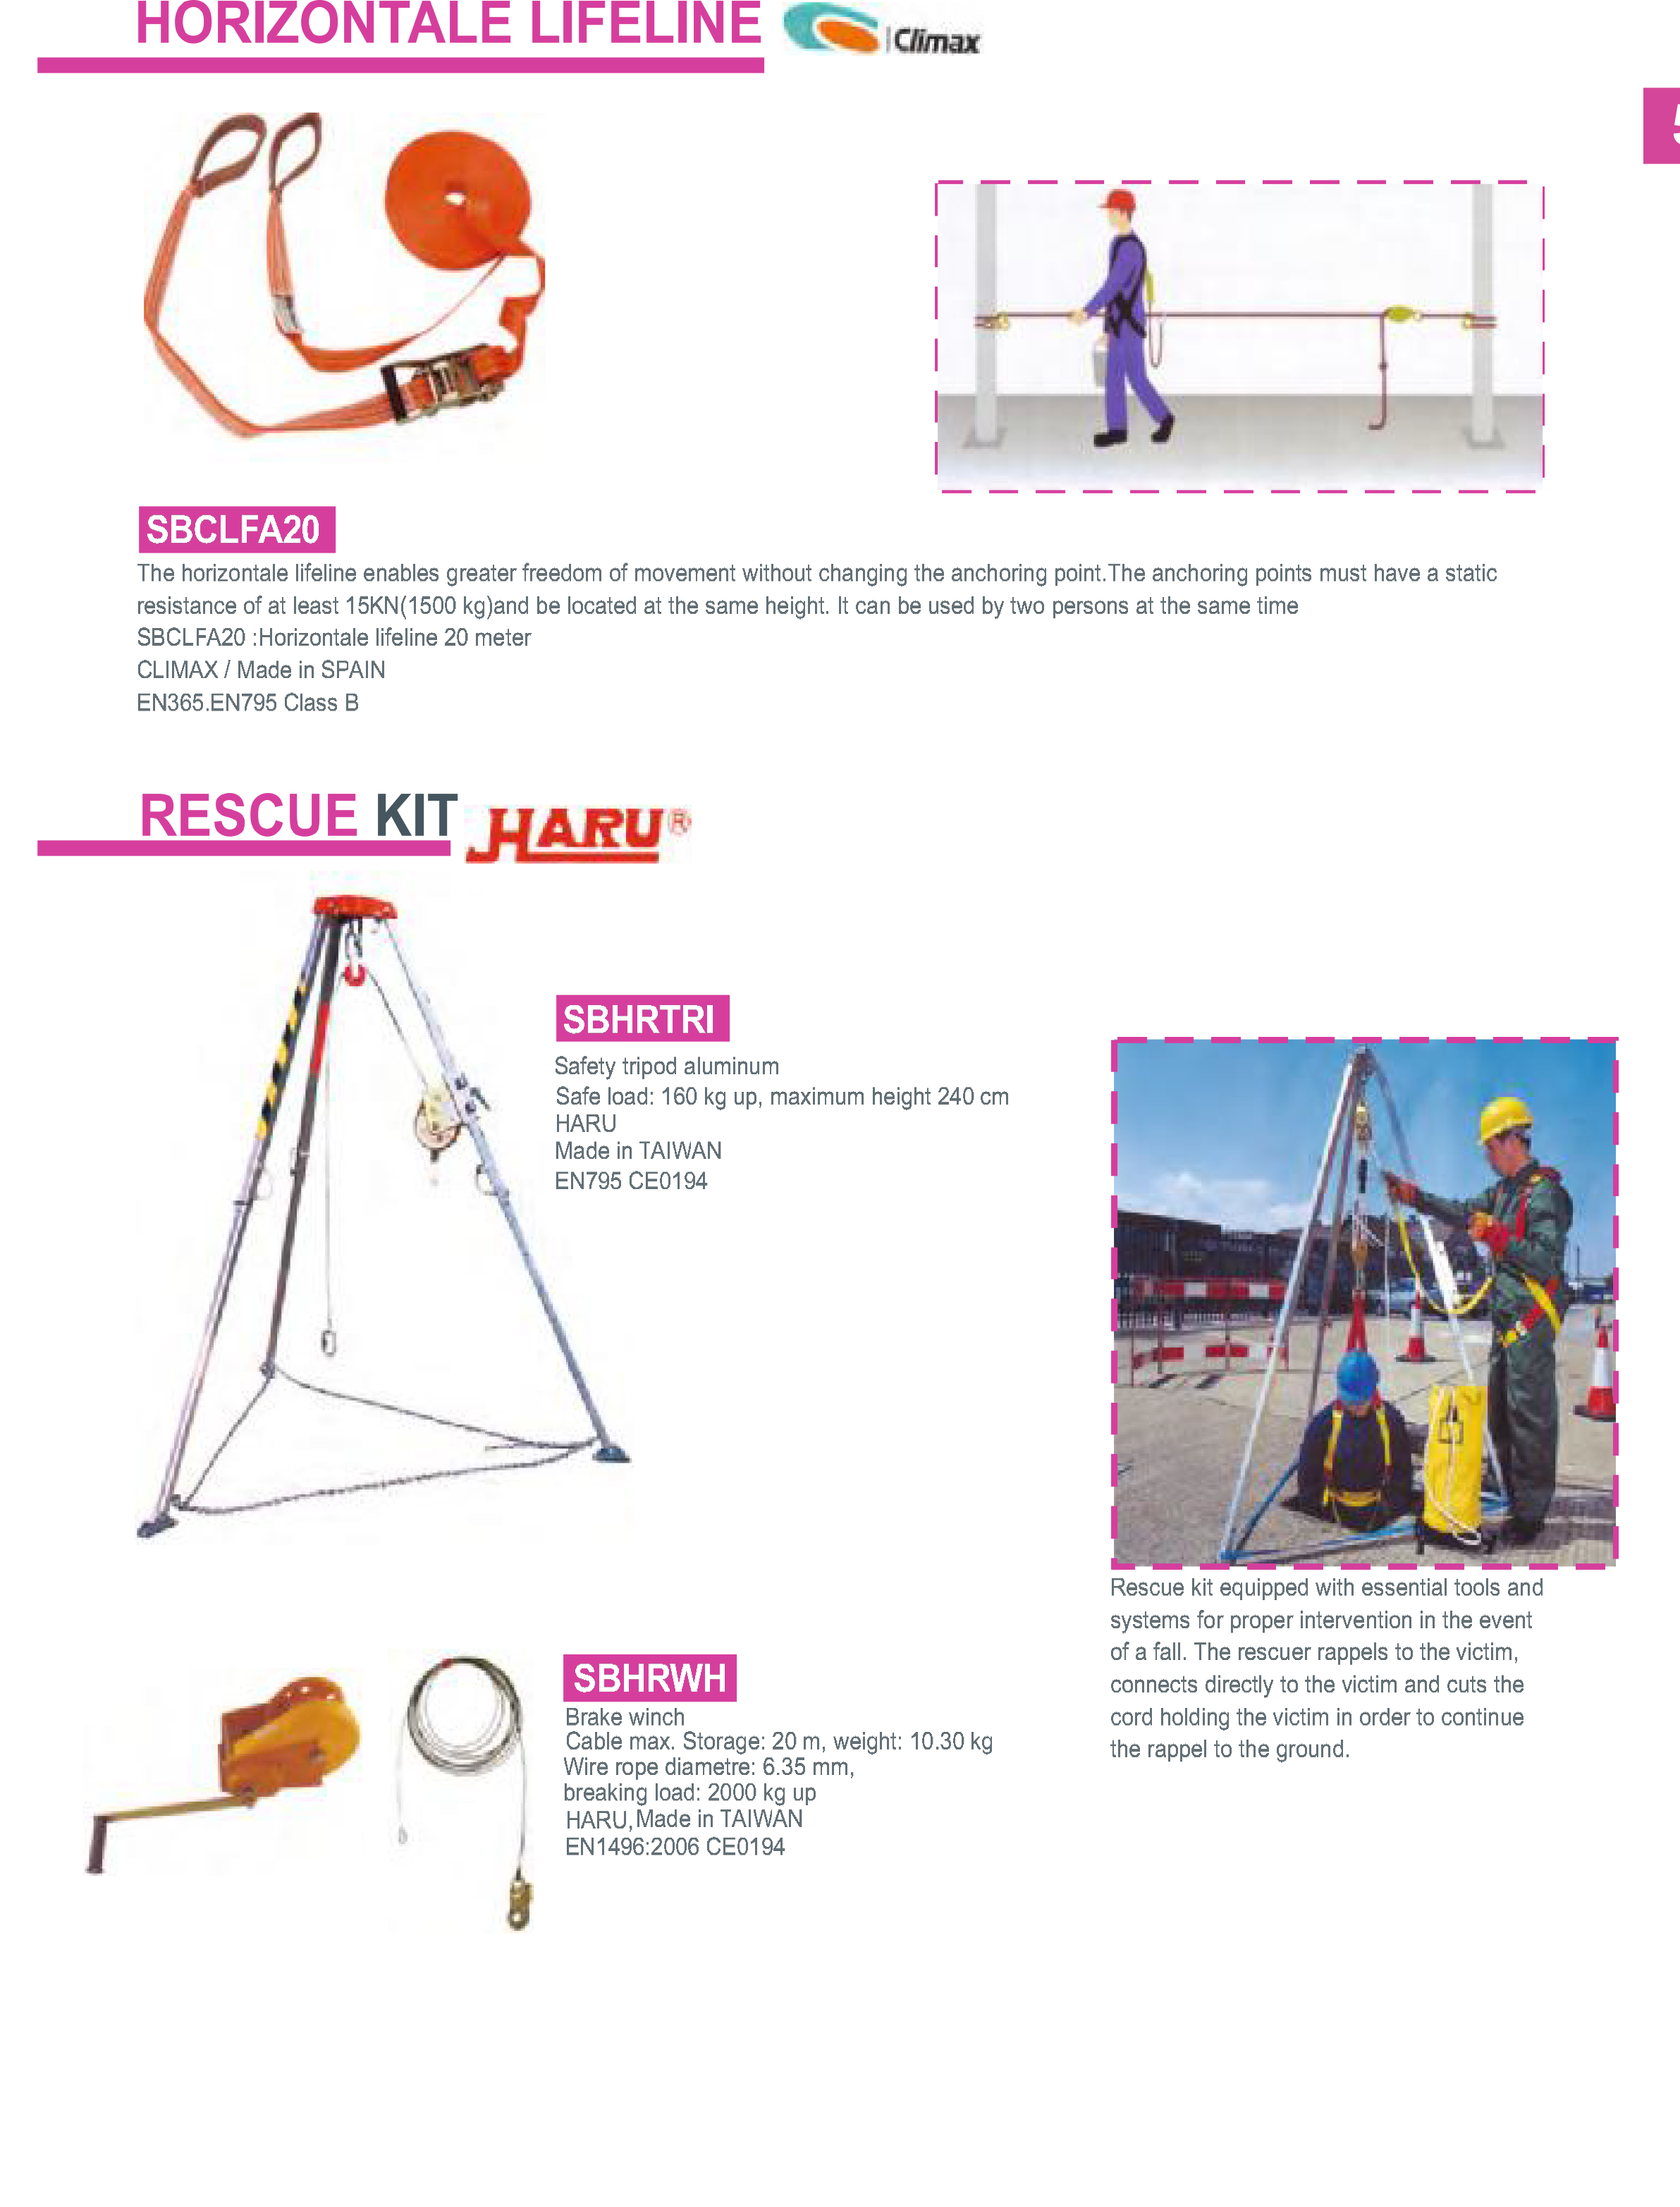 HORIZONTALE LIFELINE
Climax
5
SBCLFA20
The horizontale lifeline enables greater freedom of movement without changing the anchoring point.The anchoring points must have a static
resistance of at least 15KN(1500 kg)and be located at the same height. It can be used by two persons at the same time
SBCLFA20 :Horizontale lifeline 20 meter
CLIMAX / Made in SPAIN
EN365.EN795 Class B
RESCUE KIT
HARU®
SBHRTRI
Safety tripod aluminum
Safe load: 160 kg up, maximum height 240 cm
HARU
Made in TAIWAN
EN795 CE0194
Rescue kit equipped with essential tools and
systems for proper intervention in the event
of a fall. The rescuer rappels to the victim,
connects directly to the victim and cuts the
cord holding the victim in order to continue
the rappel to the ground.
SBHRWH
Brake winch
Cable max. Storage: 20 m, weight: 10.30 kg
Wire rope diametre: 6.35 mm,
breaking load: 2000 kg up
HARU,Made in TAIWAN
EN1496:2006 CE0194